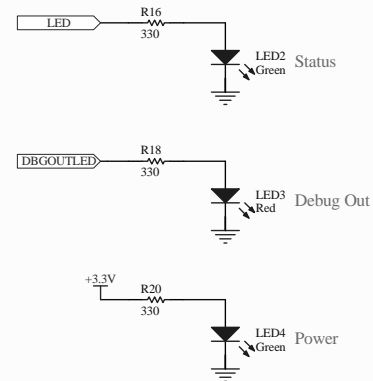 R16
LED
330
LED2
Green
Status
R18
DBGOUTLED
330
LED3
Red
Debug Out
+3.3V
R20
330
LED4
Green
Power